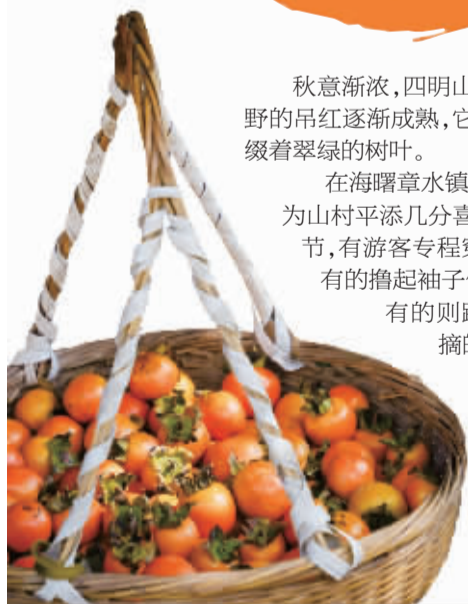 秋意渐浓，四明山
野的吊红逐渐成熟，它
缀着翠绿的树叶。
在海曙章水镇
为山村平添几分喜
节，有游客专程
有的撸起袖子
有的则
摘的